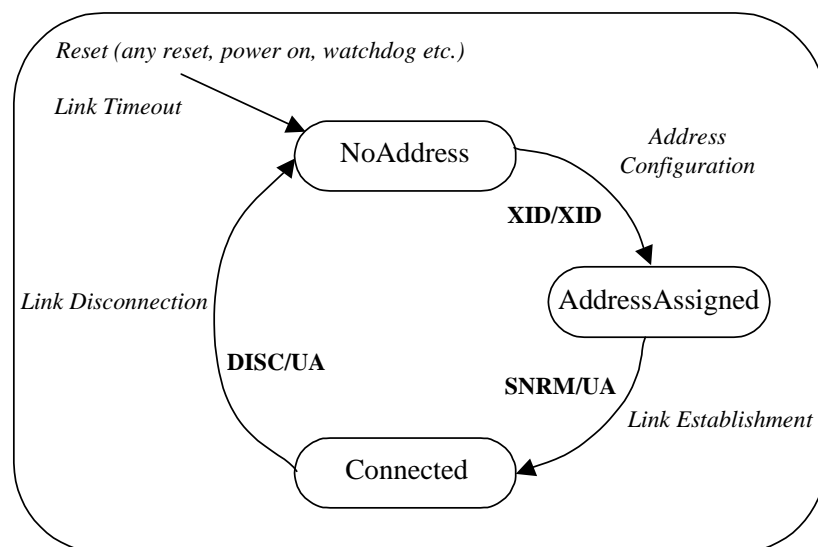 Reset (any reset, power on, watchdog etc.)
Link Timeout
NoAddress
Address
Configuration
XID/XID
AddressAssigned
Link Disconnection
DISC/UA
SNRM/UA
Link Establishment
Connected